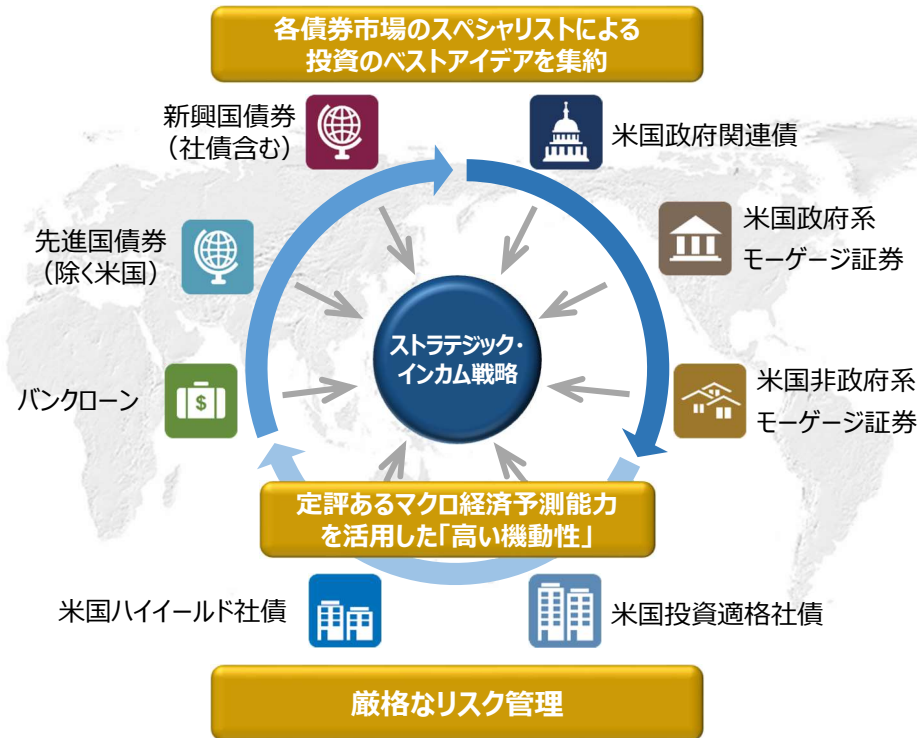 各債券市場のスペシャリストによる
投資のベストアイデアを集約
新興国債券
（社債含む）
米国政府関連債
先進国債券
（除く米国）
米国政府系
モーゲージ証券
ストラテジック・
インカム戦略
バンクローン
$
米国非政府系
モーゲージ証券
定評あるマクロ経済予測能力
を活用した「高い機動性」
米国ハイイールド社債
米国投資適格社債
厳格なリスク管理